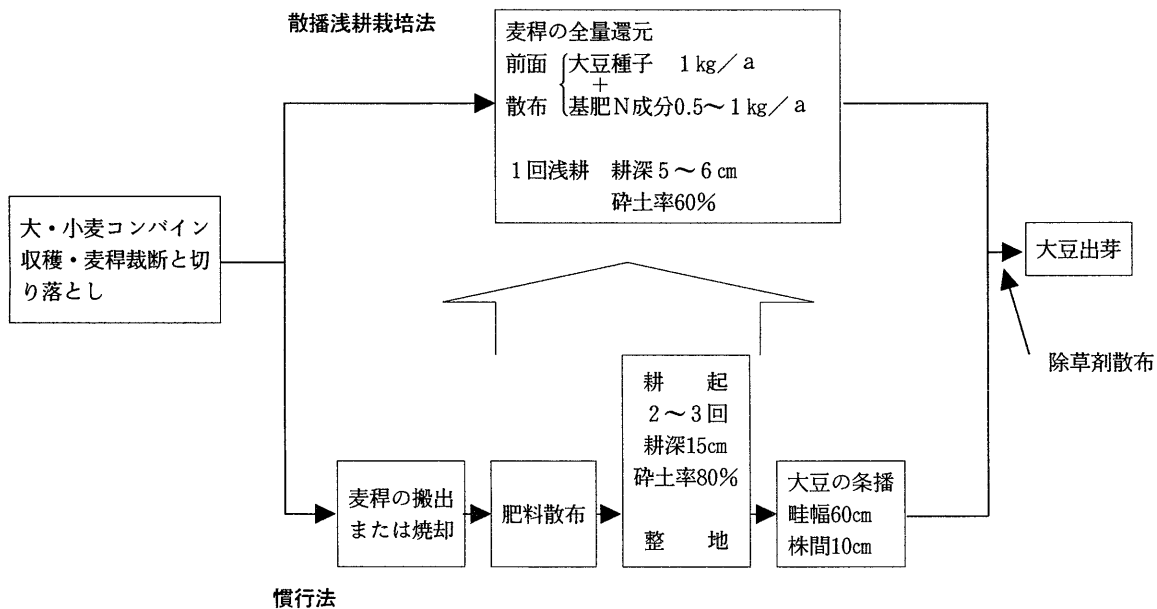 散播浅耕栽培法
麦稈の全量還元
前面 大豆種子 1㎏/a
+
散布 基肥N成分0.5~1㎏/a
1回浅耕 耕深5~6㎝
砕土率60%
大・小麦コンバイン
収穫・麦稈裁断と切
り落とし
大豆出芽
除草剤散布
耕 起
2~3回
耕深15㎝
砕土率80%
整 地
麦稈の搬出
または焼却
肥料散布
大豆の条播
畦幅60㎝
株間10㎝
慣行法